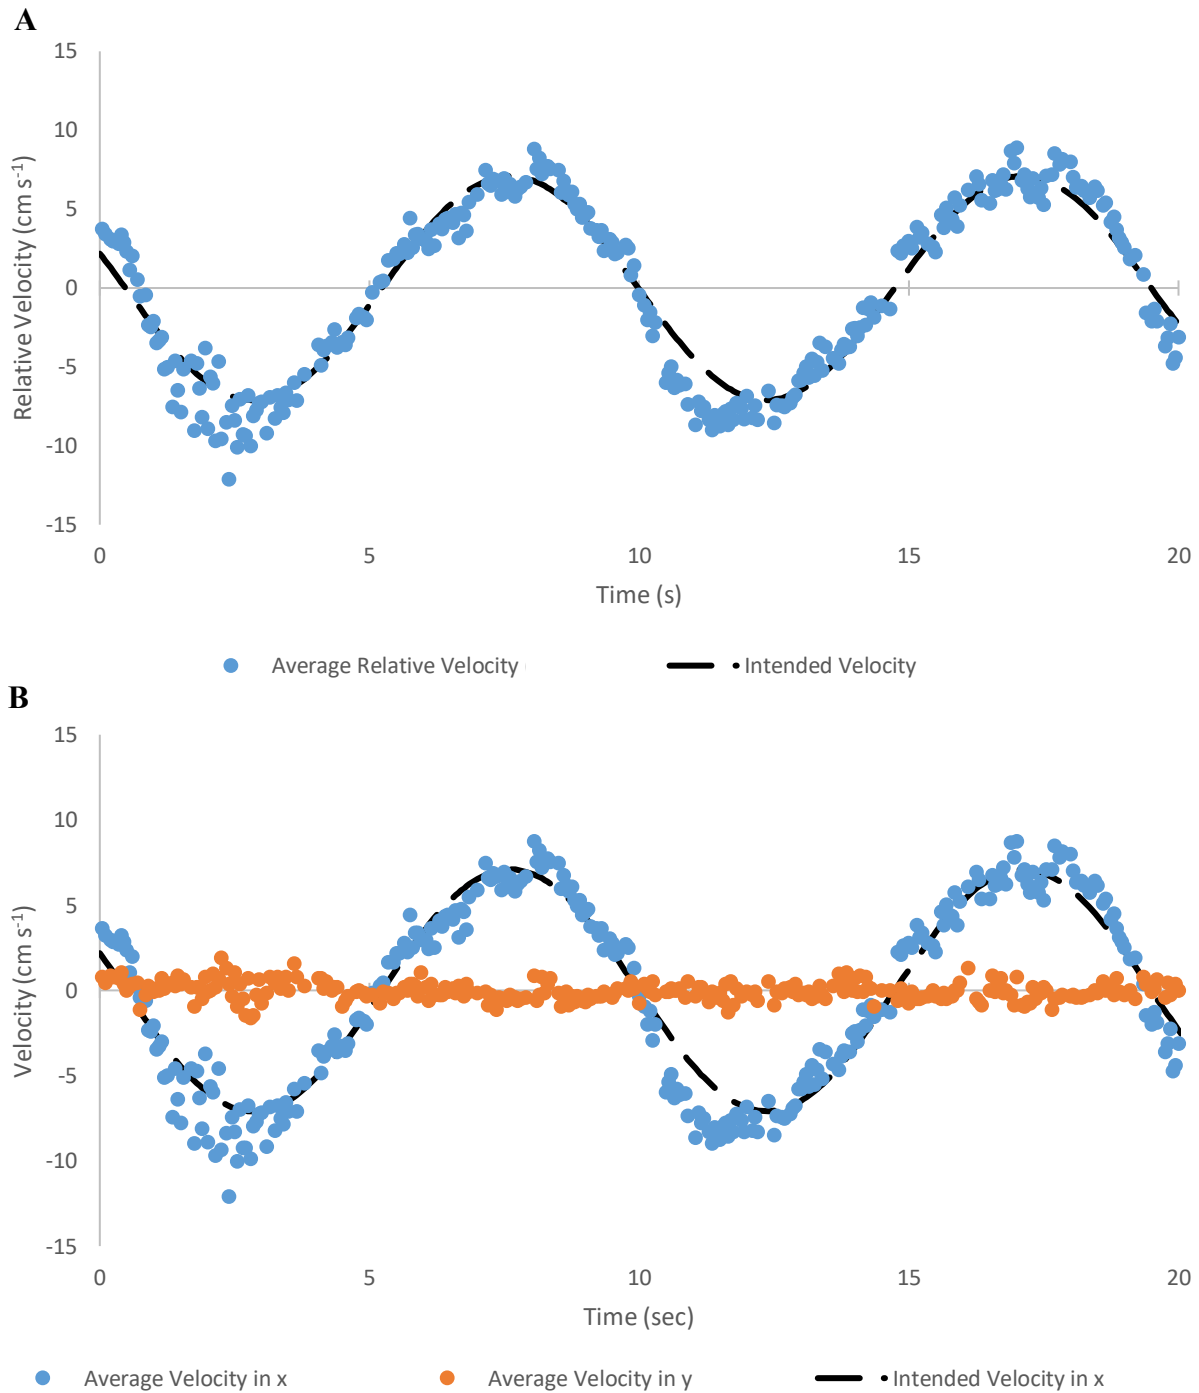 A
15
10
5
0
-5
-10
-15
Relative Velocity (cm s-1)
0 5 10 15 20
Time (s)
Average Relative Velocity Intended Velocity
B
15
10
5
0
-5
-10
-15
Velocity (cm s-1)
0 5 10 15 20
Time (sec)
Average Velocity in x Average Velocity in y Intended Velocity in x